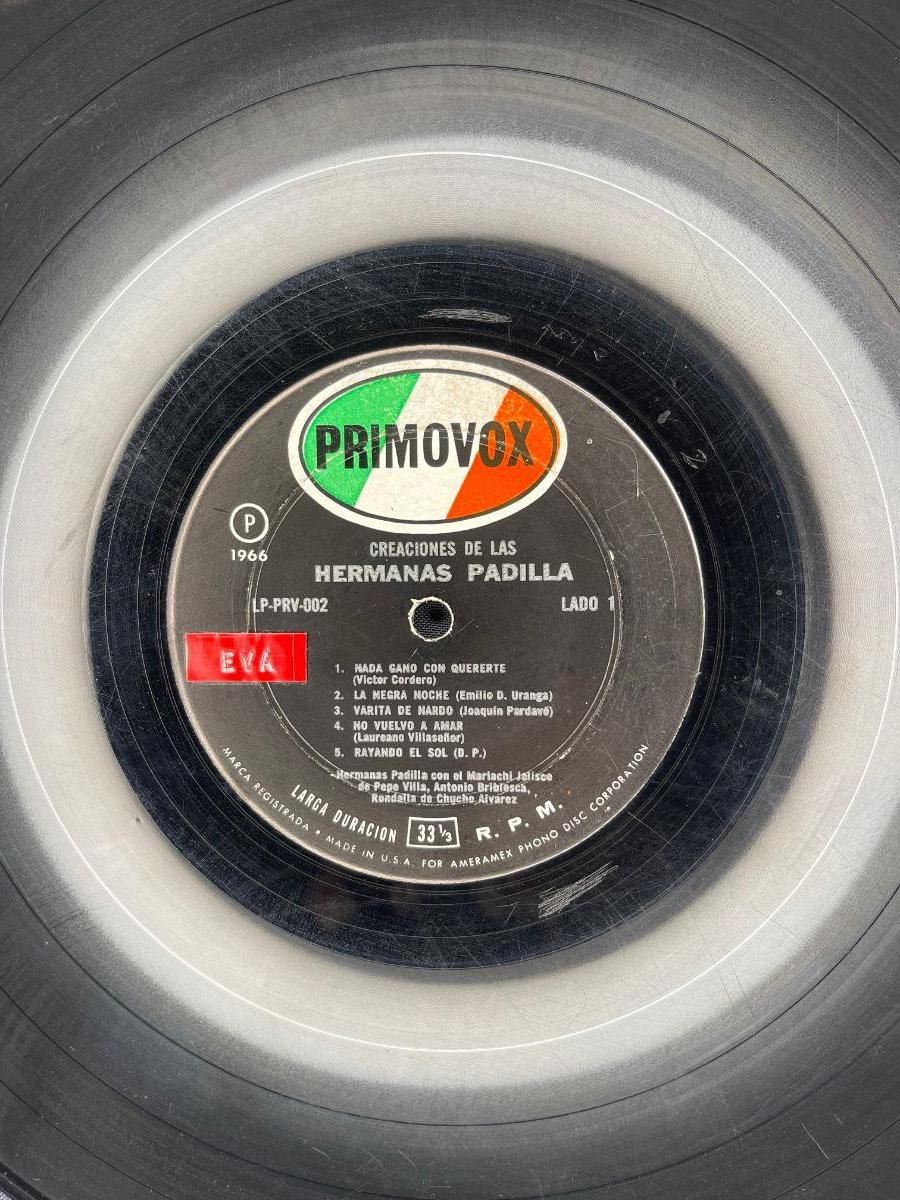 PRIMOVOX
P
1966
CREACIONES DE LAS
HERMANAS PADILLA
LP-PRV-002
LADO 1
EVA
1. NADA GANO CON QUERERTE
(Victor Cordero)
2. LA NEGRA NOCHE (Emilio D. Uranga)
3. VARITA DE NARDO (Joaquin Pardavé)
4. NO VUELVO A AMAR
(Laureano Villaseñor)
5. RAYANDO EL SOL (D. P.)
Hermanas Padilla con el Mariachi Jalisco
de Pepe Villa, Antonio Bribiesca,
Rondalla de Chucho Alvarez
LARGA DURACION 33 1/3 R. P. M.
MARCA REGISTRADA • MADE IN U.S.A. FOR AMERAMEX PHONO DISC CORPORATION